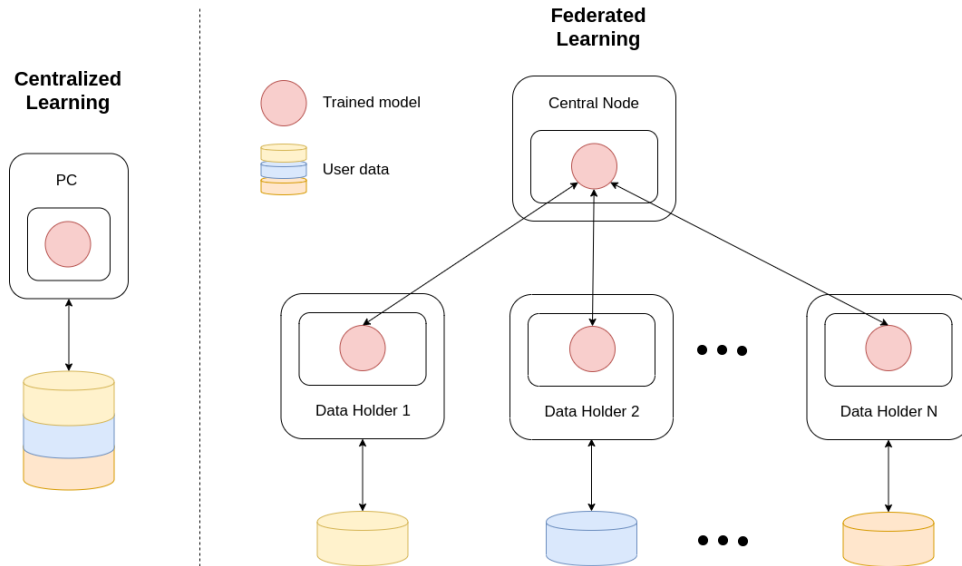 Centralized
Learning
PC
Federated
Learning
Trained model
User data
Central Node
Data Holder 1
Data Holder 2
Data Holder N